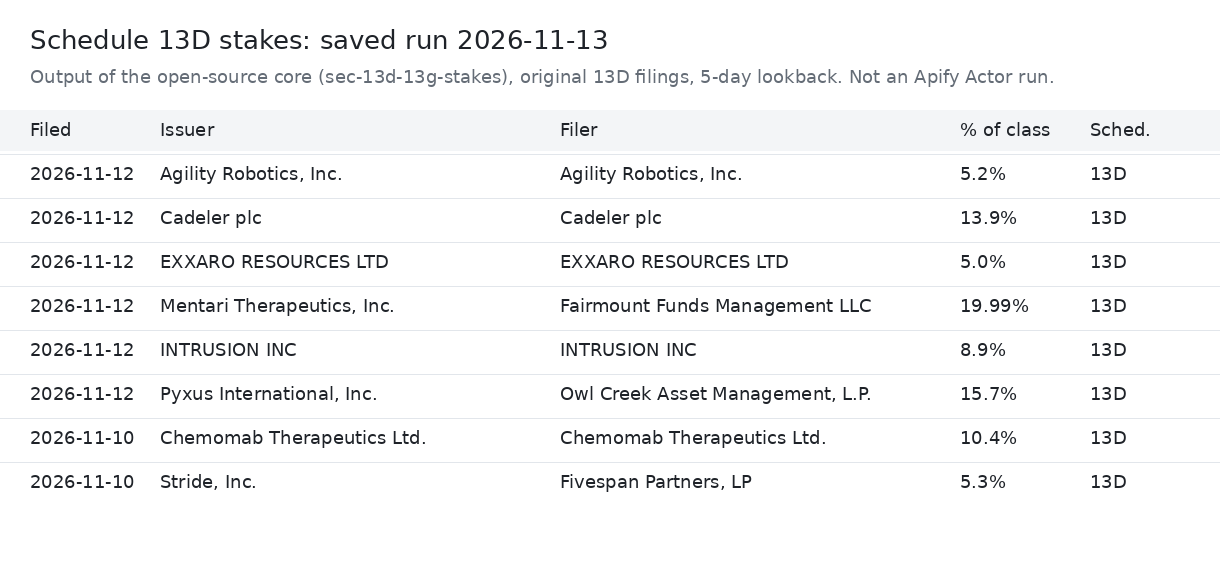 Schedule 13D stakes: saved run 2026-11-13
Output of the open-source core (sec-13d-13g-stakes), original 13D filings, 5-day lookback. Not an Apify Actor run.
Filed Issuer Filer % of class Sched.
2026-11-12 Agility Robotics, Inc. Agility Robotics, Inc. 5.2% 13D
2026-11-12 Cadeler plc Cadeler plc 13.9% 13D
2026-11-12 EXXARO RESOURCES LTD EXXARO RESOURCES LTD 5.0% 13D
2026-11-12 Mentari Therapeutics, Inc. Fairmount Funds Management LLC 19.99% 13D
2026-11-12 INTRUSION INC INTRUSION INC 8.9% 13D
2026-11-12 Pyxus International, Inc. Owl Creek Asset Management, L.P. 15.7% 13D
2026-11-10 Chemomab Therapeutics Ltd. Chemomab Therapeutics Ltd. 10.4% 13D
2026-11-10 Stride, Inc. Fivespan Partners, LP 5.3% 13D